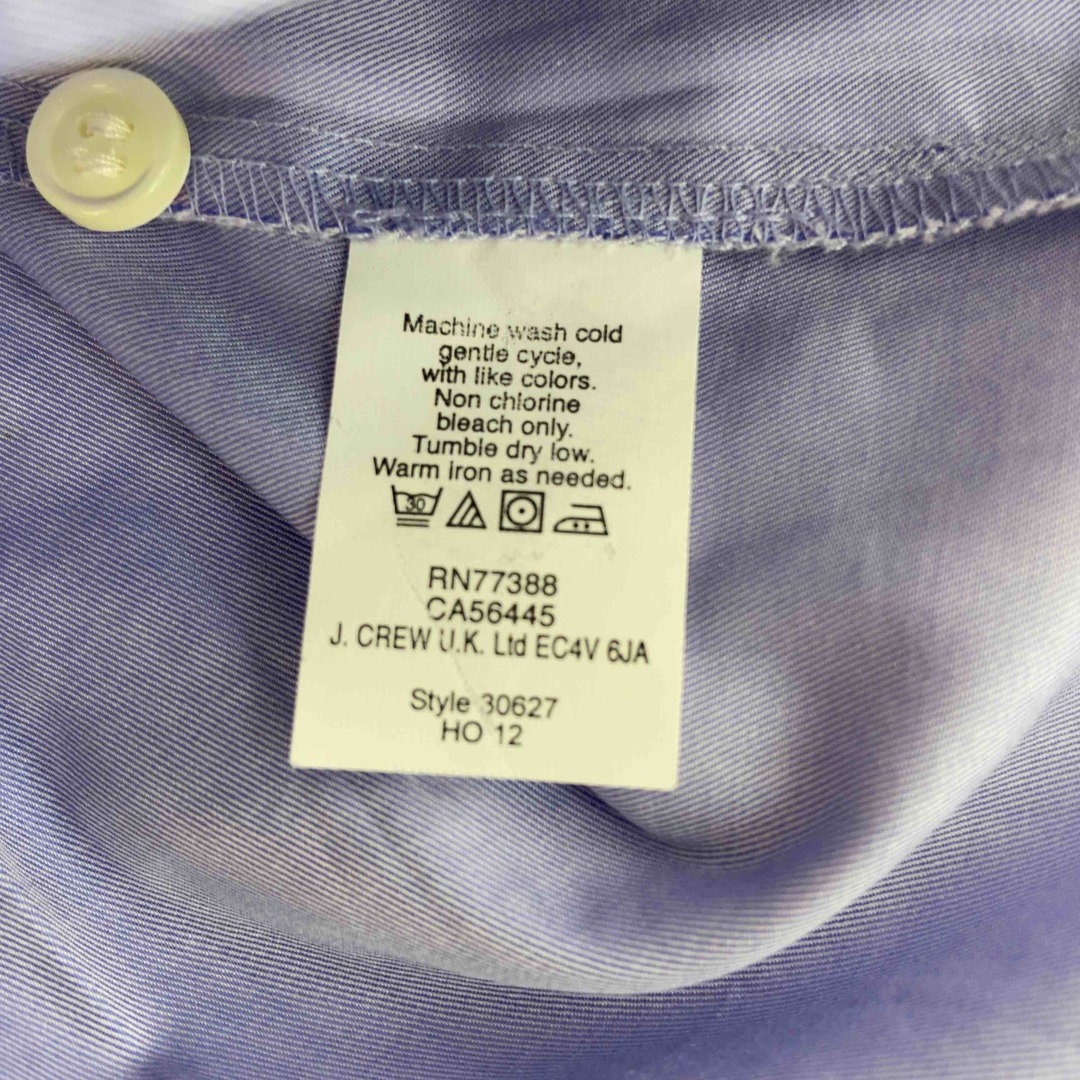 Machine wash cold
gentle cycle,
with like colors.
Non chlorine
bleach only.
Tumble dry low.
Warm iron as needed.
30
RN77388
CA56445
J. CREW U.K. Ltd EC4V 6JA
Style 30627
HO 12